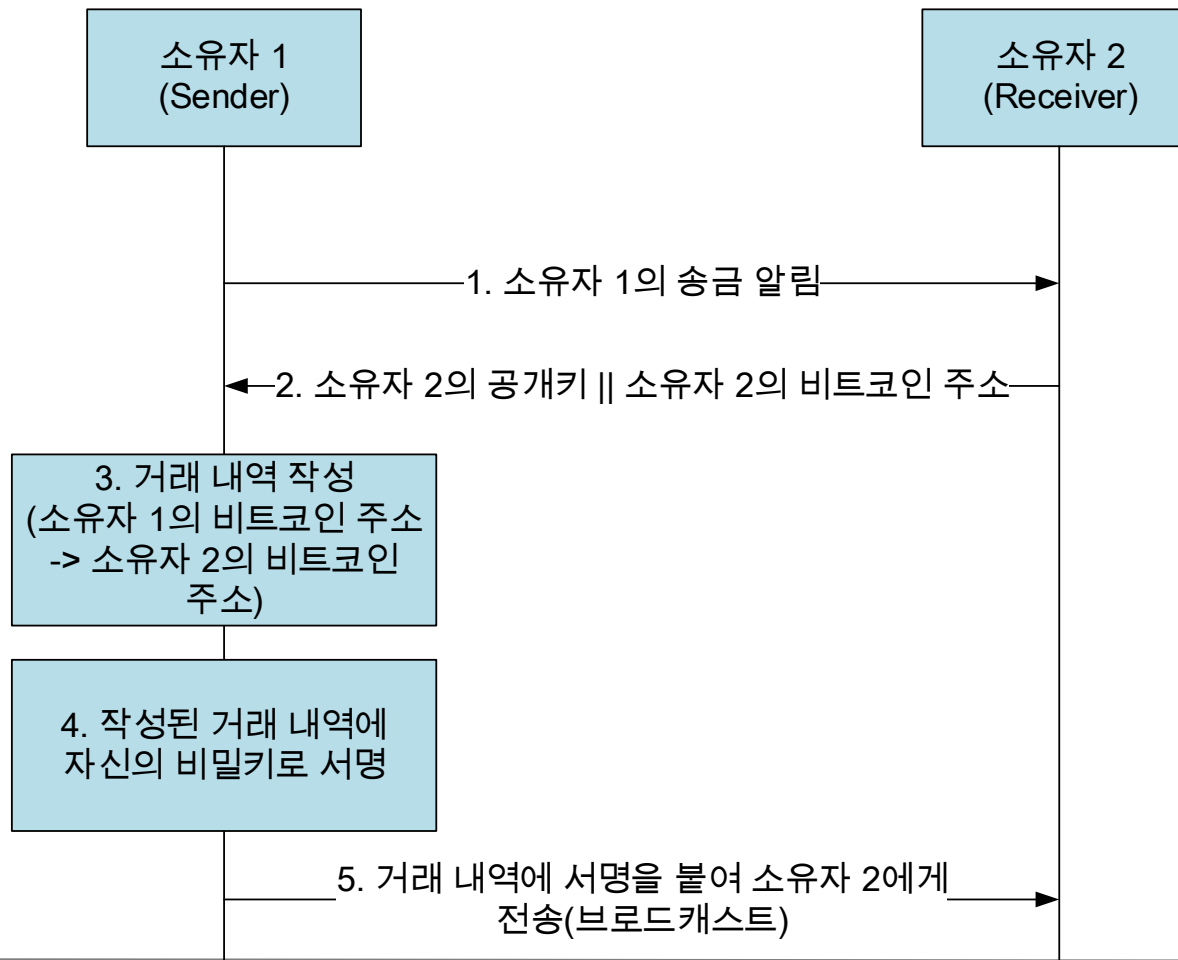 소유자 1
(Sender)
소유자 2
(Receiver)
1. 소유자 1의 송금 알림
2. 소유자 2의 공개키 || 소유자 2의 비트코인 주소
3. 거래 내역 작성
(소유자 1의 비트코인 주소
-> 소유자 2의 비트코인
주소)
4. 작성된 거래 내역에
자신의 비밀키로 서명
5. 거래 내역에 서명을 붙여 소유자 2에게
전송(브로드캐스트)